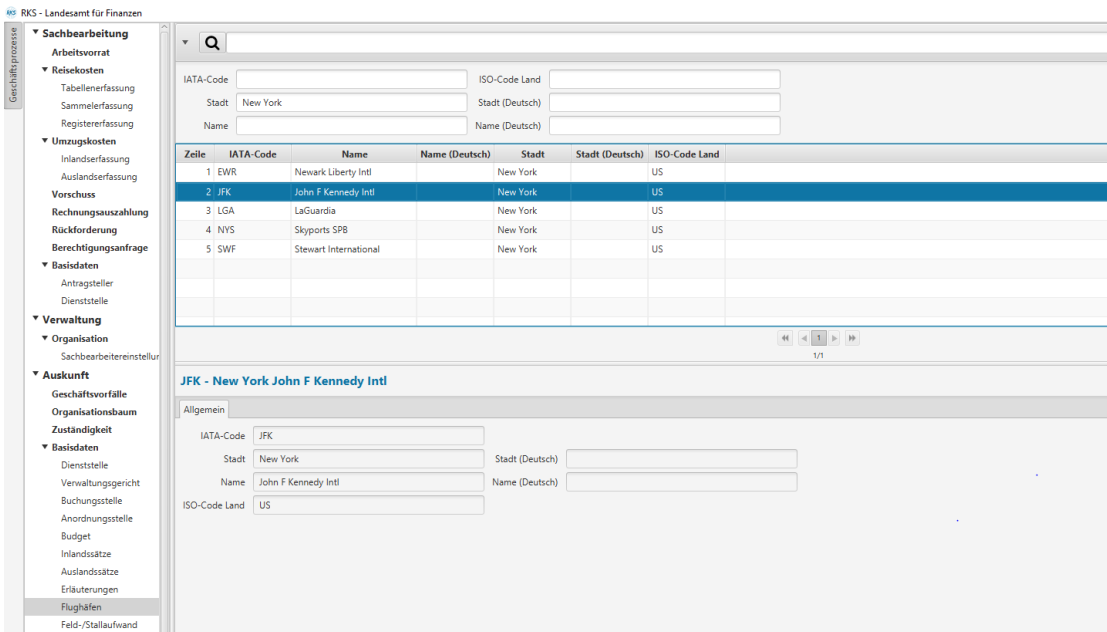 RKS RKS - Landesamt für Finanzen
Geschäftsprozesse
Sachbearbeitung
Arbeitsvorrat
Reisekosten
Tabellenerfassung
Sammelerfassung
Registererfassung
Umzugskosten
Inlandserfassung
Auslandserfassung
Vorschuss
Rechnungsauszahlung
Rückforderung
Berechtigungsanfrage
Basisdaten
Antragsteller
Dienststelle
Verwaltung
Organisation
Sachbearbeitereinstellur
Auskunft
Geschäftsvorfälle
Organisationsbaum
Zuständigkeit
Basisdaten
Dienststelle
Verwaltungsgericht
Buchungsstelle
Anordnungsstelle
Budget
Inlandssätze
Auslandssätze
Erläuterungen
Flughäfen
Feld-/Stallaufwand
IATA-Code ISO-Code Land
Stadt New York Stadt (Deutsch)
Name Name (Deutsch)
Zeile IATA-Code Name Name (Deutsch) Stadt Stadt (Deutsch) ISO-Code Land
1 EWR Newark Liberty Intl New York US
2 JFK John F Kennedy Intl New York US
3 LGA LaGuardia New York US
4 NYS Skyports SPB New York US
5 SWF Stewart International New York US
1
1/1
JFK - New York John F Kennedy Intl
Allgemein
IATA-Code JFK
Stadt New York Stadt (Deutsch)
Name John F Kennedy Intl Name (Deutsch)
ISO-Code Land US